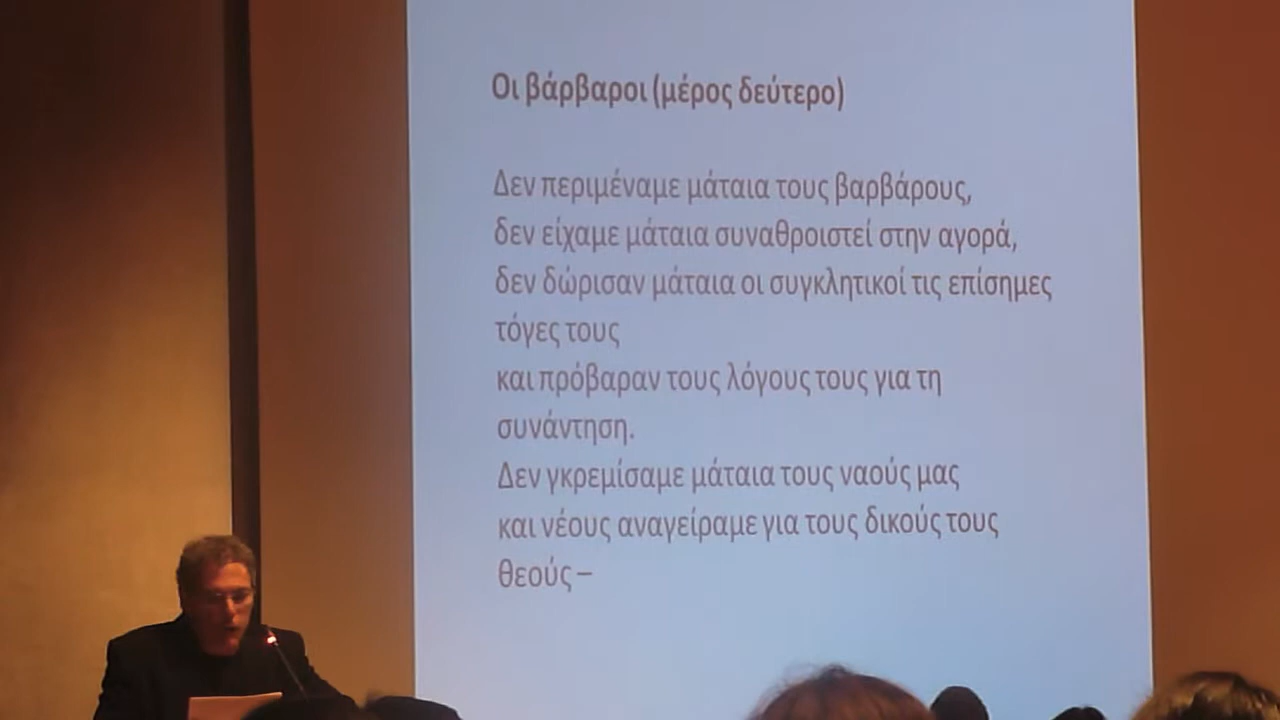 Οι βάρβαροι (μέρος δεύτερο)
Δεν περιμέναμε μάταια τους βαρβάρους,
δεν είχαμε μάταια συναθροιστεί στην αγορά,
δεν δώρισαν μάταια οι συγκλητικοί τις επίσημες
τόγες τους
και πρόβαραν τους λόγους τους για τη
συνάντηση.
Δεν γκρεμίσαμε μάταια τους ναούς μας
και νέους αναγείραμε για τους δικούς τους
θεούς –